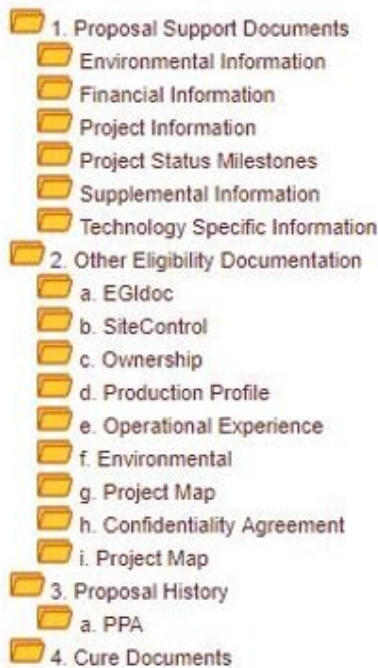 1. Proposal Support Documents
Environmental Information
Financial Information
Project Information
Project Status Milestones
Supplemental Information
Technology Specific Information
2. Other Eligibility Documentation
a. EGIdoc
b. SiteControl
c. Ownership
d. Production Profile
e. Operational Experience
f. Environmental
g. Project Map
h. Confidentiality Agreement
i. Project Map
3. Proposal History
a. PPA
4. Cure Documents